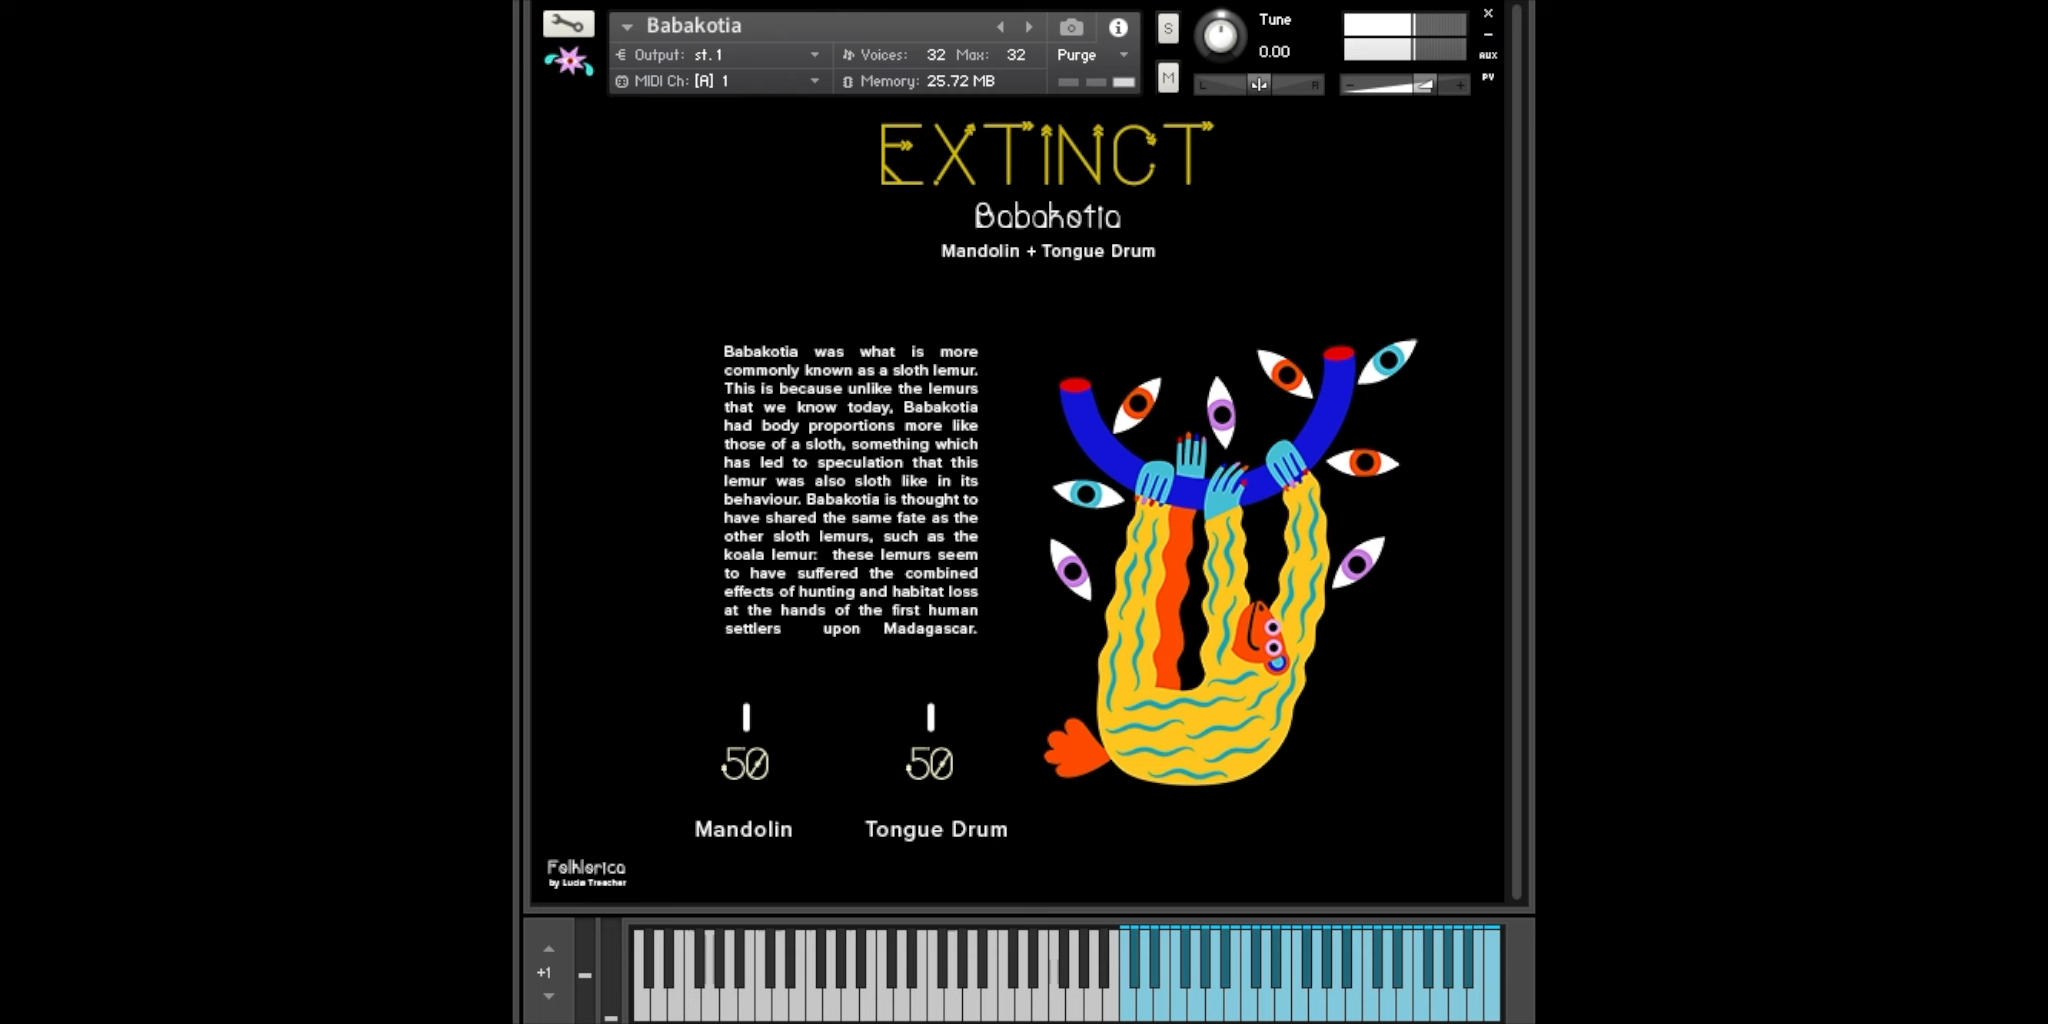 Babakotia
Output: st.1
Voices: 32 Max: 32
Purge
MIDI Ch: [A] 1
Memory: 25.72 MB
S
M
Tune
0.00
L
R
-
+
X
-
AUX
PV
EXTINCT
Babakotia
Mandolin + Tongue Drum
Babakotia was what is more
commonly known as a sloth lemur.
This is because unlike the lemurs
that we know today, Babakotia
had body proportions more like
those of a sloth, something which
has led to speculation that this
lemur was also sloth like in its
behaviour. Babakotia is thought to
have shared the same fate as the
other sloth lemurs, such as the
koala lemur: these lemurs seem
to have suffered the combined
effects of hunting and habitat loss
at the hands of the first human
settlers upon Madagascar.
50
50
Mandolin
Tongue Drum
Folklorica
by Lucie Treacher
+1